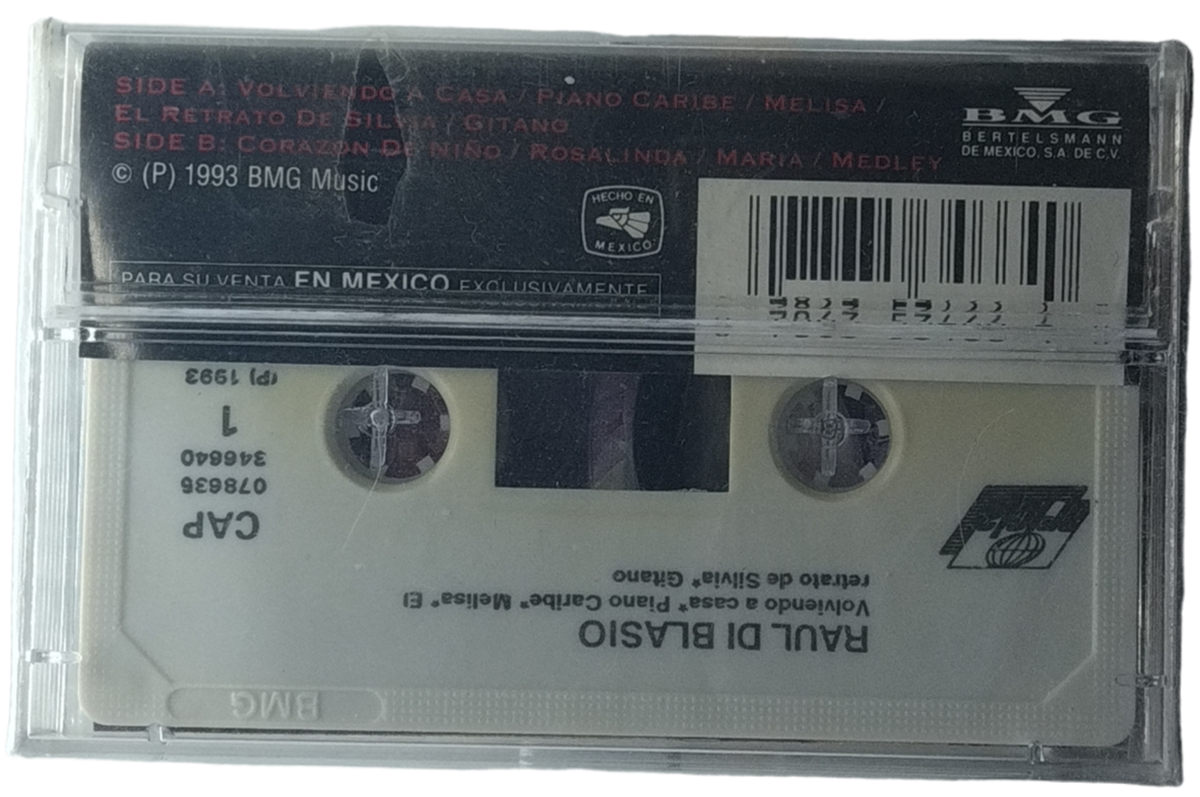 SIDE A: VOLVIENDO A CASA / PIANO CARIBE / MELISA /
EL RETRATO DE SILVIA / GITANO
SIDE B: CORAZON DE NIÑO / ROSALINDA / MARIA / MEDLEY
© (P) 1993 BMG Music
BMG
BERTELSMANN
DE MEXICO, S.A. DE C.V.
HECHO EN
MEXICO
PARA SU VENTA EN MEXICO EXCLUSIVAMENTE
RAUL DI BLASIO
Volviendo a casa* Piano Caribe* Melisa* El
retrato de Silvia* Gitano
CAP
078635
346640
1
(P) 1993
ARIOLA
BMG